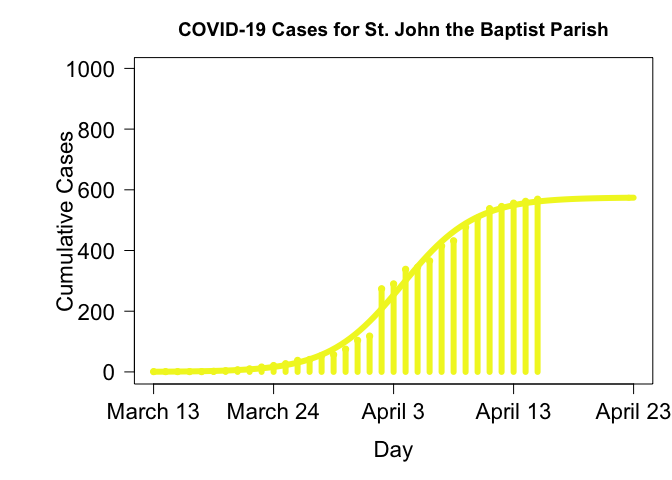 COVID-19 Cases for St. John the Baptist Parish
Cumulative Cases
1000
800
600
400
200
0
March 13
March 24
April 3
April 13
April 23
Day